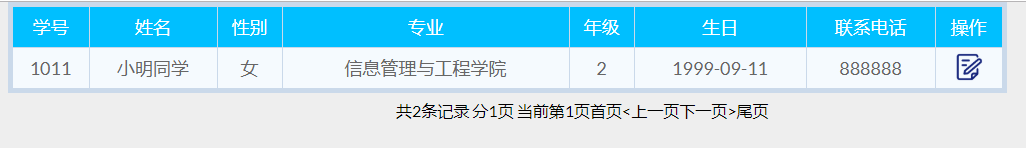 学号 姓名 性别 专业 年级 生日 联系电话 操作
1011 小明同学 女 信息管理与工程学院 2 1999-09-11 888888
共2条记录 分1页 当前第1页首页<上一页下一页>尾页